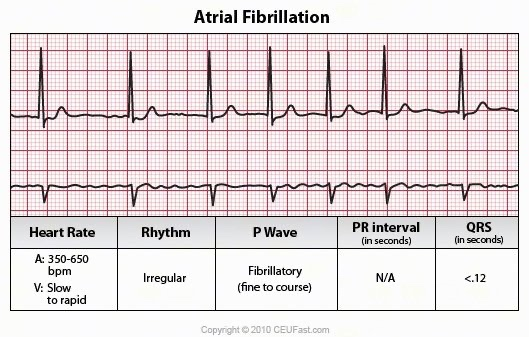 Atrial Fibrillation
Heart Rate
Rhythm
P Wave
PR interval
(in seconds)
QRS
(in seconds)
A: 350-650
bpm
V: Slow
to rapid
Irregular
Fibrillatory
(fine to course)
N/A
<.12
Copyright © 2010 CEUFast.com